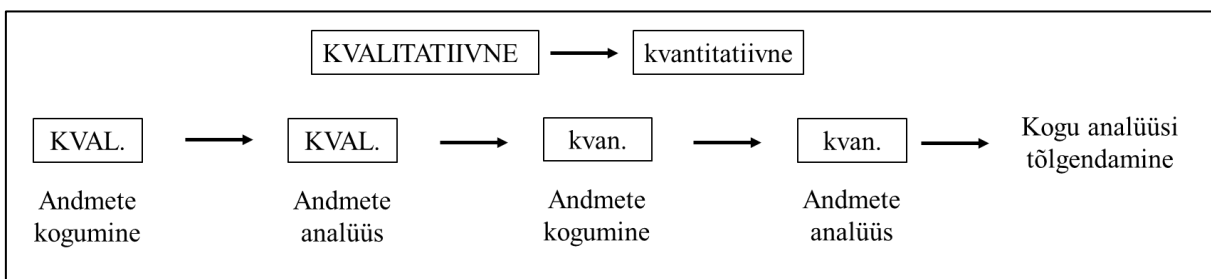 KVALITATIIVNE kvantitatiivne
KVAL. KVAL. kvan. kvan. Kogu analüüsi
tõlgendamine
Andmete Andmete Andmete Andmete
kogumine analüüs kogumine analüüs